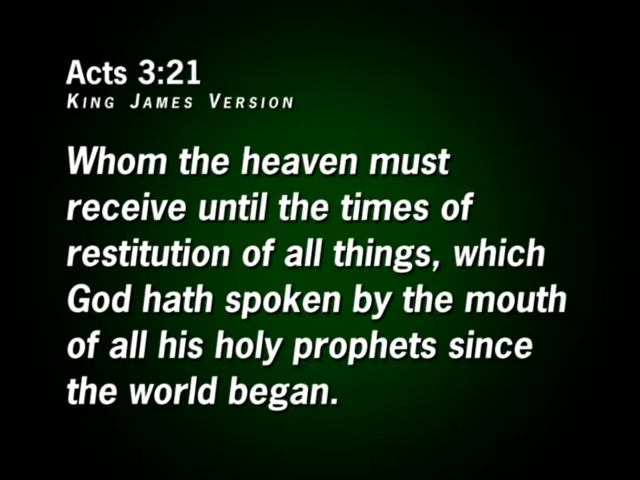 Acts 3:21
King James Version
Whom the heaven must
receive until the times of
restitution of all things, which
God hath spoken by the mouth
of all his holy prophets since
the world began.